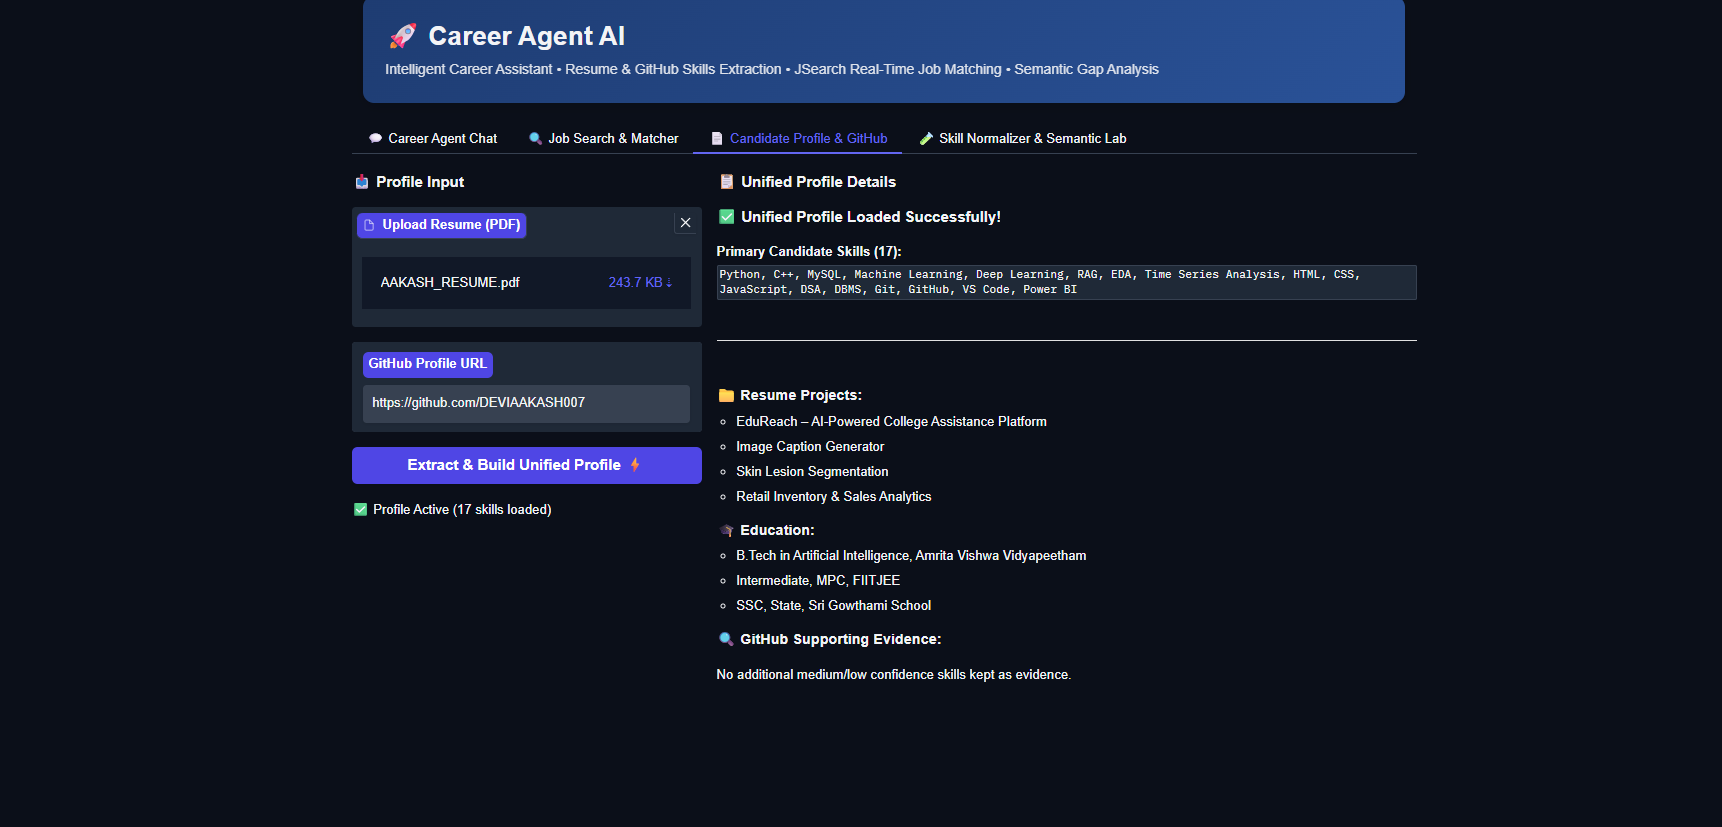 Career Agent AI
Intelligent Career Assistant • Resume & GitHub Skills Extraction • JSearch Real-Time Job Matching • Semantic Gap Analysis
Career Agent Chat
Job Search & Matcher
Candidate Profile & GitHub
Skill Normalizer & Semantic Lab
Profile Input
Upload Resume (PDF)
AAKASH_RESUME.pdf
243.7 KB ⇣
GitHub Profile URL
https://github.com/DEVIAAKASH007
Extract & Build Unified Profile
Profile Active (17 skills loaded)
Unified Profile Details
Unified Profile Loaded Successfully!
Primary Candidate Skills (17):
Python, C++, MySQL, Machine Learning, Deep Learning, RAG, EDA, Time Series Analysis, HTML, CSS,
JavaScript, DSA, DBMS, Git, GitHub, VS Code, Power BI
Resume Projects:
EduReach – AI-Powered College Assistance Platform
Image Caption Generator
Skin Lesion Segmentation
Retail Inventory & Sales Analytics
Education:
B.Tech in Artificial Intelligence, Amrita Vishwa Vidyapeetham
Intermediate, MPC, FIITJEE
SSC, State, Sri Gowthami School
GitHub Supporting Evidence:
No additional medium/low confidence skills kept as evidence.